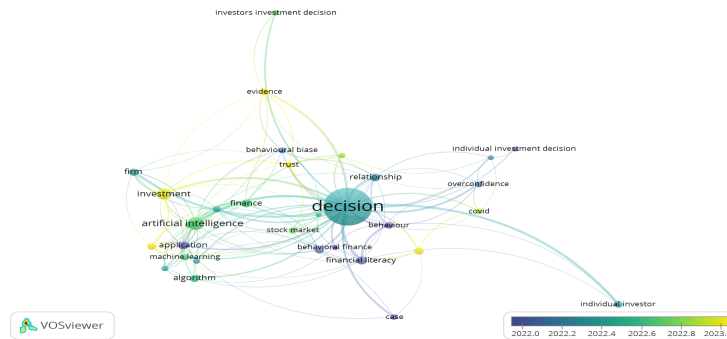 investors investment decision
evidence
behavioural biase
individual investment decision
trust
firm
relationship
overconfidence
investment
finance
decision
covid
artificial intelligence
stock market
behaviour
application
behavioral finance
machine learning
financial literacy
algorithm
individual investor
case
VOSviewer
2022.0 2022.2 2022.4 2022.6 2022.8 2023.